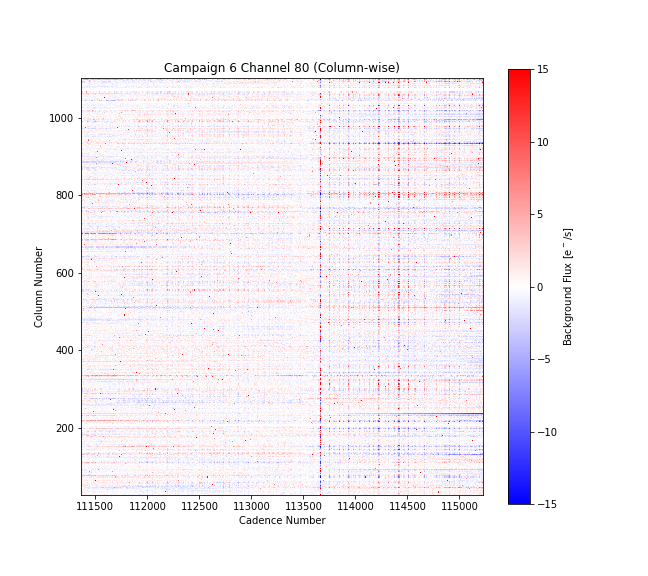 Campaign 6 Channel 80 (Column-wise)
1000
800
600
400
200
Column Number
111500 112000 112500 113000 113500 114000 114500 115000
Cadence Number
15
10
5
0
−5
−10
−15
Background Flux [e⁻/s]